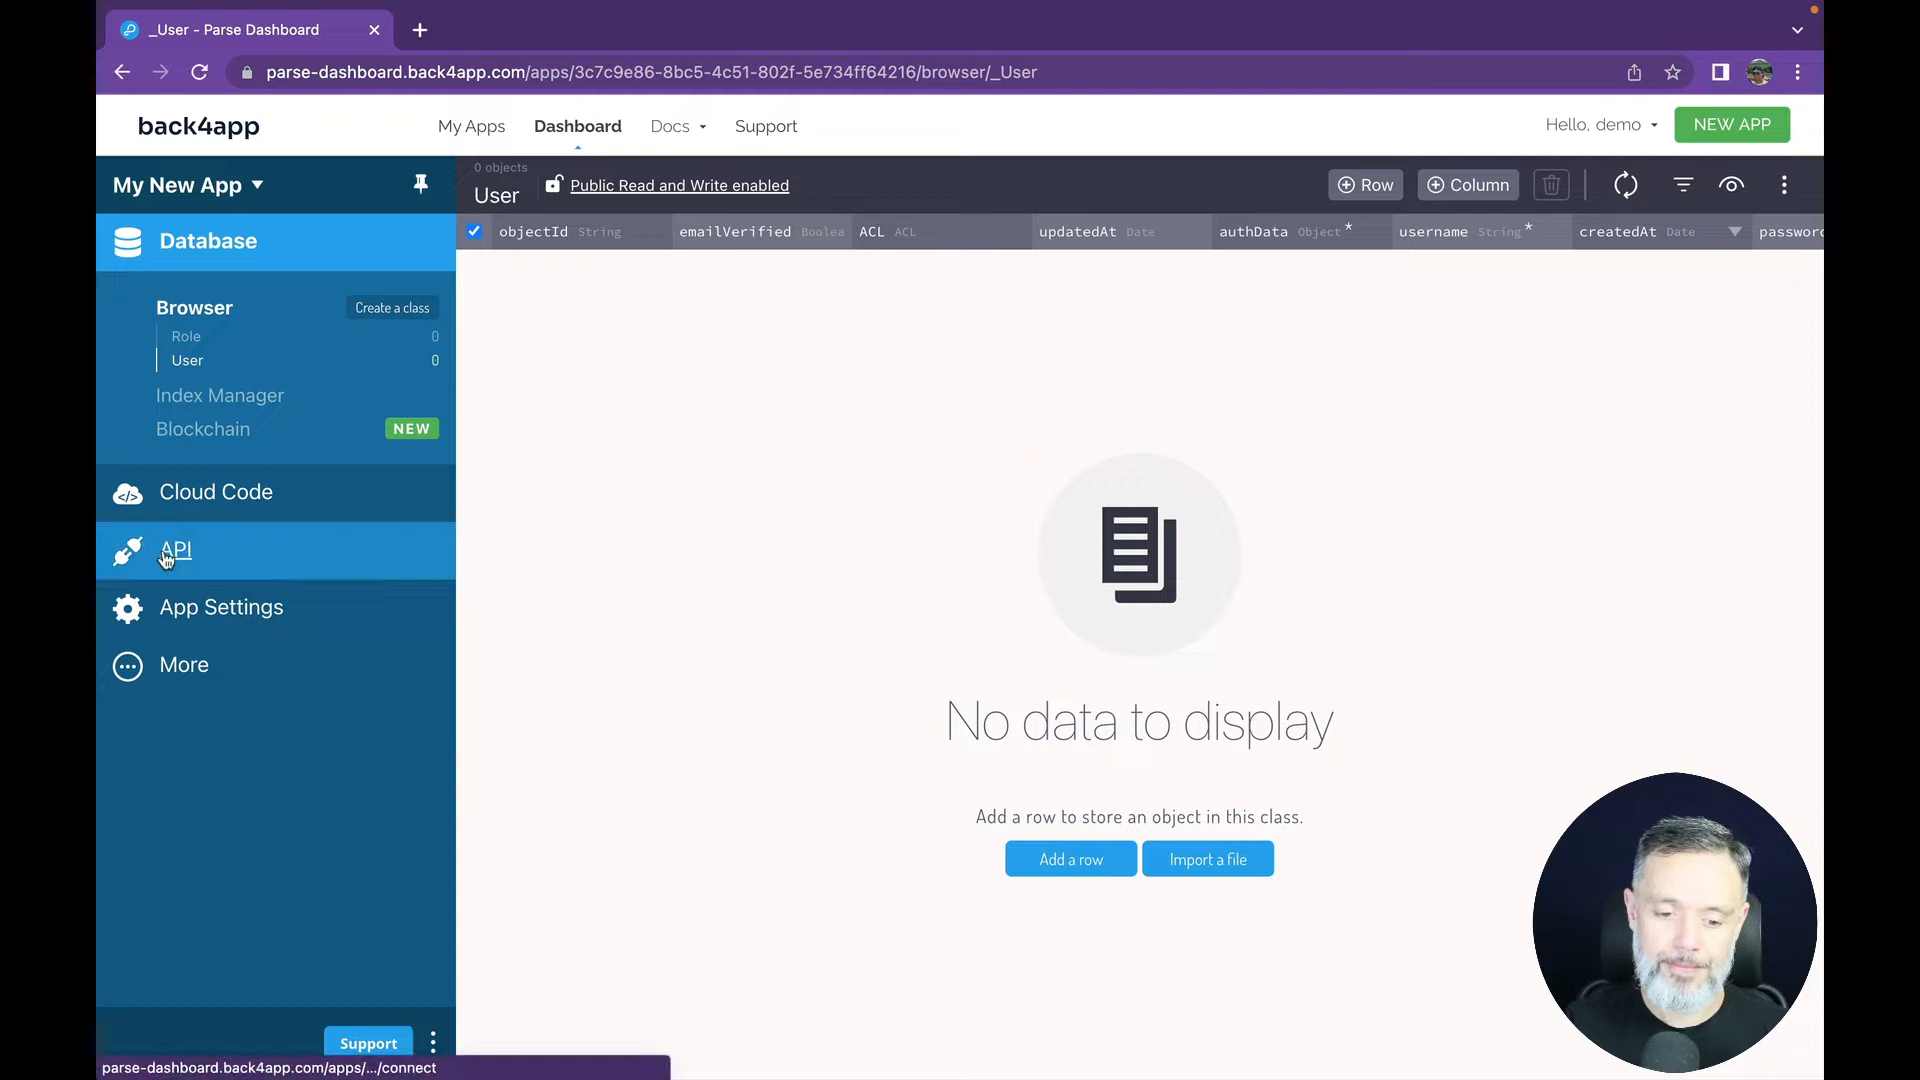 _User - Parse Dashboard
parse-dashboard.back4app.com/apps/3c7c9e86-8bc5-4c51-802f-5e734ff64216/browser/_User
back4app
My Apps
Dashboard
Docs
Support
Hello, demo
NEW APP
My New App
0 objects
User
Public Read and Write enabled
Row
Column
objectId String
emailVerified Boolea
ACL ACL
updatedAt Date
authData Object *
username String *
createdAt Date
passwor
Database
Browser
Create a class
Role 0
User 0
Index Manager
Blockchain NEW
Cloud Code
API
App Settings
More
No data to display
Add a row to store an object in this class.
Add a row
Import a file
Support
parse-dashboard.back4app.com/apps/.../connect